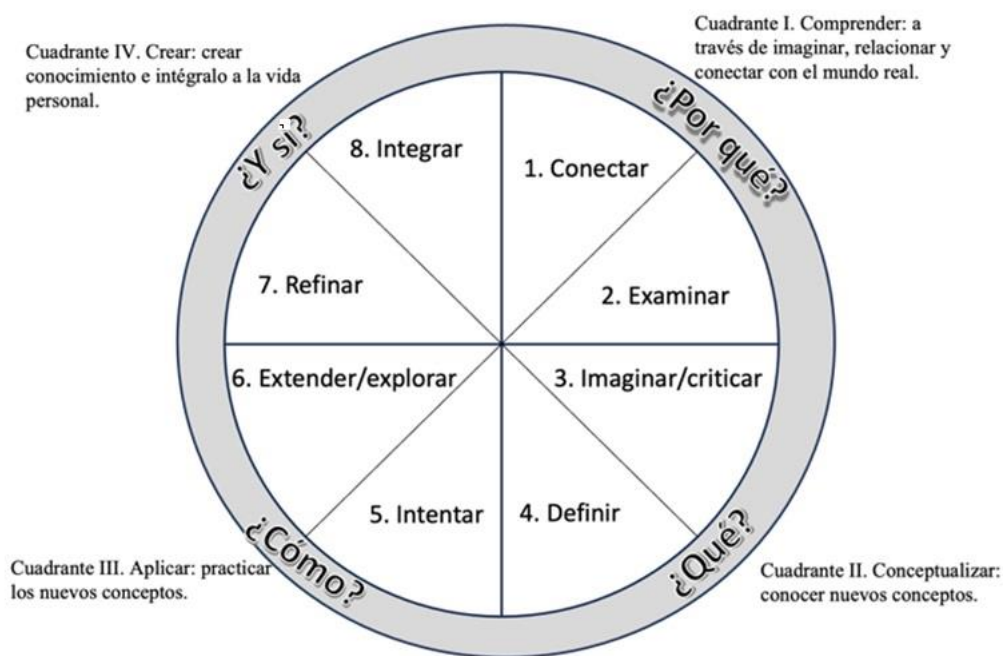 Cuadrante IV. Crear: crear
conocimiento e intégralo a la vida
personal.
Cuadrante I. Comprender: a
través de imaginar, relacionar y
conectar con el mundo real.
¿Y si?
¿Por qué?
8. Integrar
1. Conectar
7. Refinar
2. Examinar
6. Extender/explorar
3. Imaginar/criticar
5. Intentar
4. Definir
¿Cómo?
¿Qué?
Cuadrante III. Aplicar: practicar
los nuevos conceptos.
Cuadrante II. Conceptualizar:
conocer nuevos conceptos.